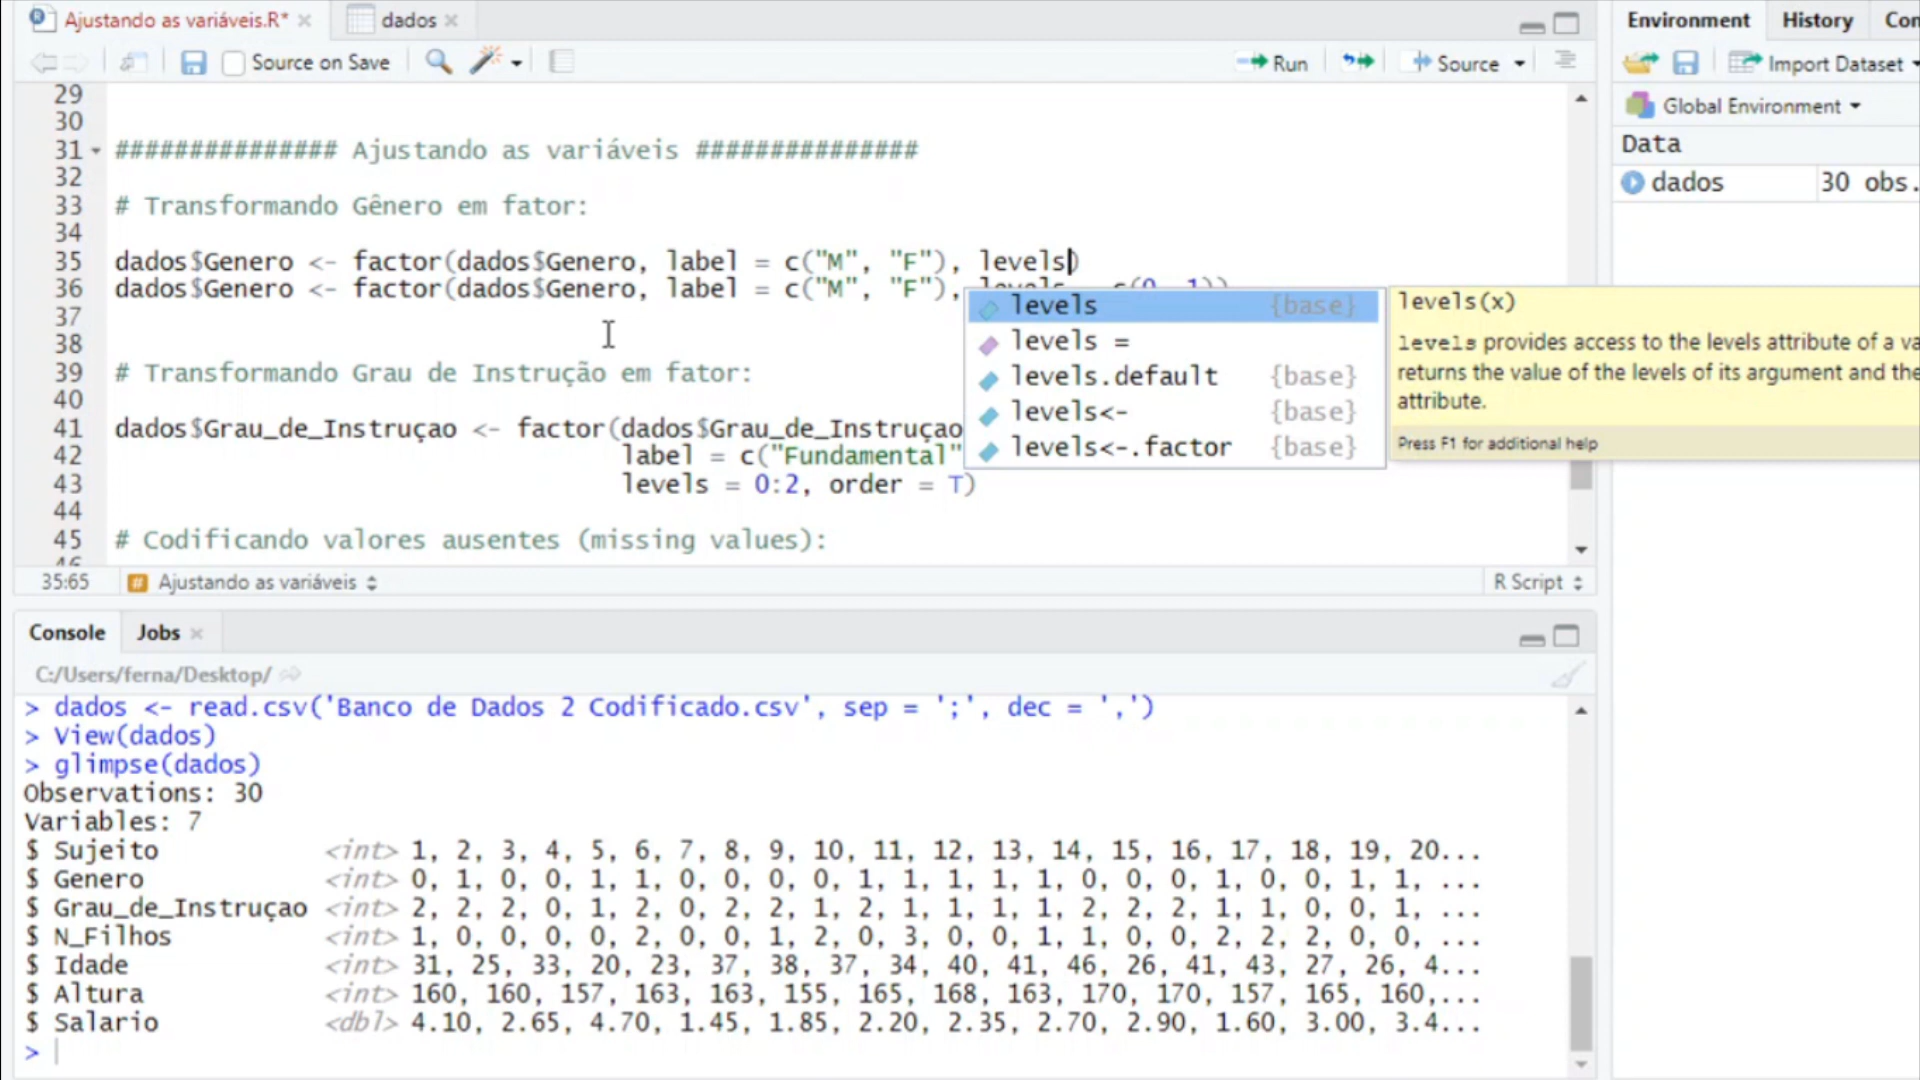 Ajustando as variáveis.R* dados
Source on Save Run Source
29
30
31 ############### Ajustando as variáveis ###############
32
33 # Transformando Gênero em fator:
34
35 dados$Genero <- factor(dados$Genero, label = c("M", "F"), levels)
36 dados$Genero <- factor(dados$Genero, label = c("M", "F"), levels = c(0, 1))
37
38
39 # Transformando Grau de Instrução em fator:
40
41 dados$Grau_de_Instruçao <- factor(dados$Grau_de_Instruçao
42 label = c("Fundamental"
43 levels = 0:2, order = T)
44
45 # Codificando valores ausentes (missing values):
46
levels {base}
levels =
levels.default {base}
levels<- {base}
levels<-.factor {base}
levels(x)
levels provides access to the levels attribute of a va
returns the value of the levels of its argument and the
attribute.
Press F1 for additional help
35:65 Ajustando as variáveis R Script
Console Jobs
C:/Users/ferna/Desktop/
> dados <- read.csv('Banco de Dados 2 Codificado.csv', sep = ';', dec = ',')
> View(dados)
> glimpse(dados)
Observations: 30
Variables: 7
$ Sujeito <int> 1, 2, 3, 4, 5, 6, 7, 8, 9, 10, 11, 12, 13, 14, 15, 16, 17, 18, 19, 20...
$ Genero <int> 0, 1, 0, 0, 1, 1, 0, 0, 0, 0, 1, 1, 1, 1, 1, 0, 0, 0, 1, 0, 0, 1, 1, ...
$ Grau_de_Instruçao <int> 2, 2, 2, 0, 1, 2, 0, 2, 2, 1, 2, 1, 1, 1, 1, 2, 2, 2, 1, 1, 0, 0, 1, ...
$ N_Filhos <int> 1, 0, 0, 0, 0, 2, 0, 0, 1, 2, 0, 3, 0, 0, 1, 1, 0, 0, 2, 2, 2, 0, 0, ...
$ Idade <int> 31, 25, 33, 20, 23, 37, 38, 37, 34, 40, 41, 46, 26, 41, 43, 27, 26, 4...
$ Altura <int> 160, 160, 157, 163, 163, 155, 165, 168, 163, 170, 170, 157, 165, 160,...
$ Salario <dbl> 4.10, 2.65, 4.70, 1.45, 1.85, 2.20, 2.35, 2.70, 2.90, 1.60, 3.00, 3.4...
>
Environment History Con
Import Dataset
Global Environment
Data
dados 30 obs.